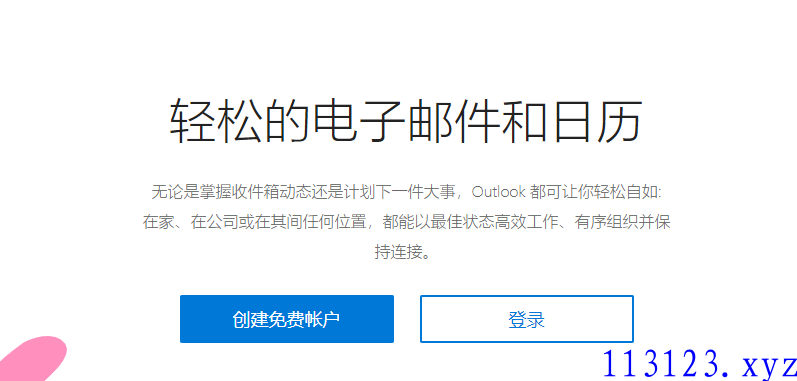 轻松的电子邮件和日历
无论是掌握收件箱动态还是计划下一件大事，Outlook 都可让你轻松自如:
在家、在公司或在其间任何位置，都能以最佳状态高效工作、有序组织并保
持连接。
创建免费帐户
登录
113123.xyz